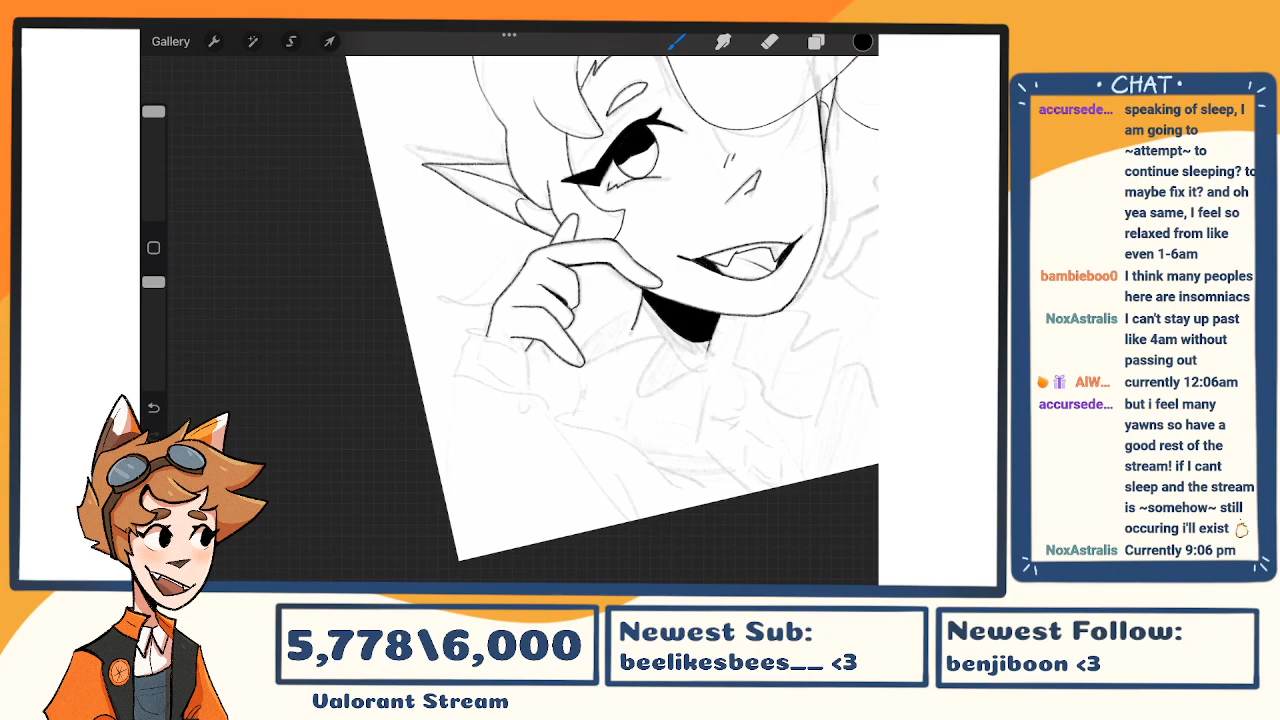 Gallery
• CHAT •
accursede... speaking of sleep, I
am going to
~attempt~ to
continue sleeping? to
maybe fix it? and oh
yea same, I feel so
relaxed from like
even 1-6am
bambieboo0 I think many peoples
here are insomniacs
NoxAstralis I can't stay up past
like 4am without
passing out
AIW... currently 12:06am
accursede... but i feel many
yawns so have a
good rest of the
stream! if I cant
sleep and the stream
is ~somehow~ still
occuring i'll exist
NoxAstralis Currently 9:06 pm
5,778\6,000
Valorant Stream
Newest Sub:
beelikesbees__ <3
Newest Follow:
benjiboon <3